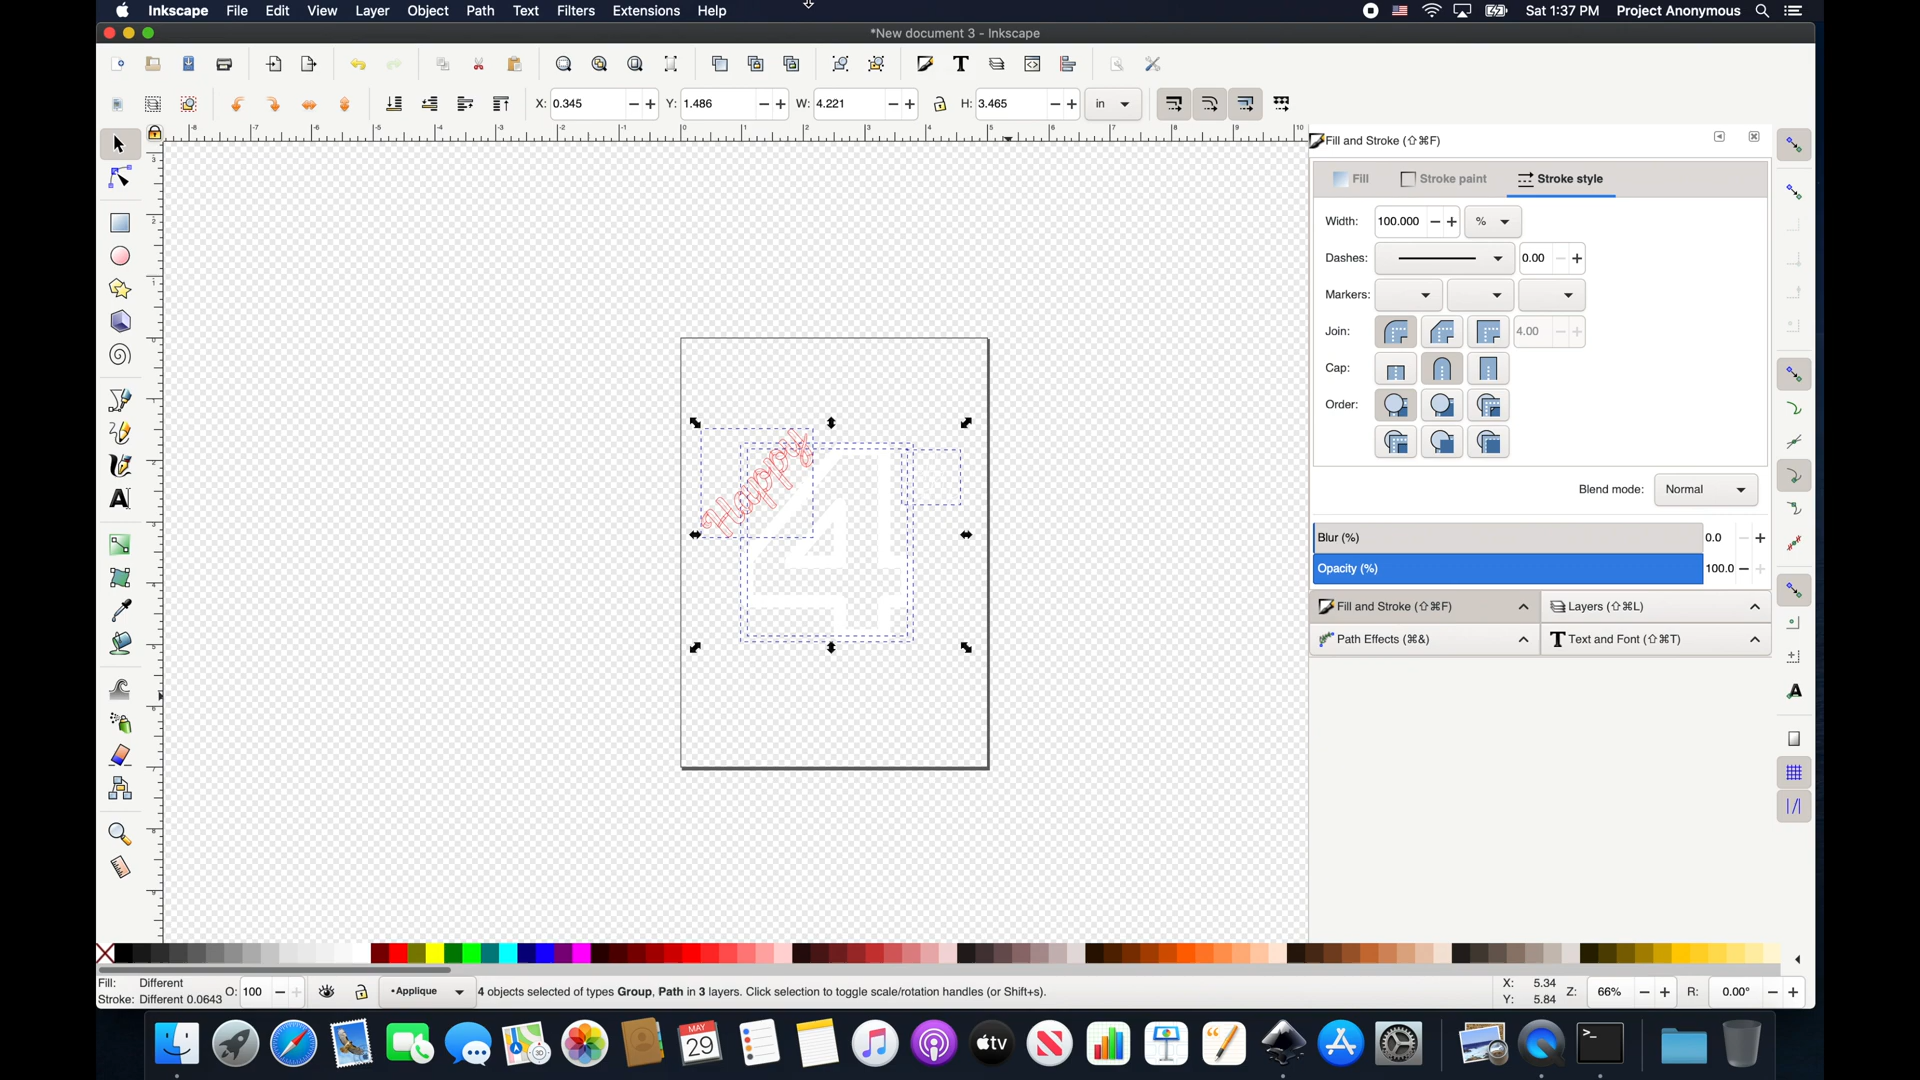 Inkscape File Edit View Layer Object Path Text Filters Extensions Help Sat 1:37 PM Project Anonymous
*New document 3 - Inkscape
X: 0.345 Y: 1.486 W: 4.221 H: 3.465 in
Fill and Stroke (⇧⌘F)
Fill Stroke paint Stroke style
Width: 100.000 %
Dashes: 0.00
Markers:
Join: 4.00
Cap:
Order:
Happy
4
Blend mode: Normal
Blur (%) 0.0
Opacity (%) 100.0
Fill and Stroke (⇧⌘F) Layers (⇧⌘L)
Path Effects (⌘&) Text and Font (⇧⌘T)
Fill: Different
Stroke: Different 0.0643 O: 100 •Applique 4 objects selected of types Group, Path in 3 layers. Click selection to toggle scale/rotation handles (or Shift+s).
X: 5.34
Y: 5.84 Z: 66% R: 0.00°
MAY
29
tv